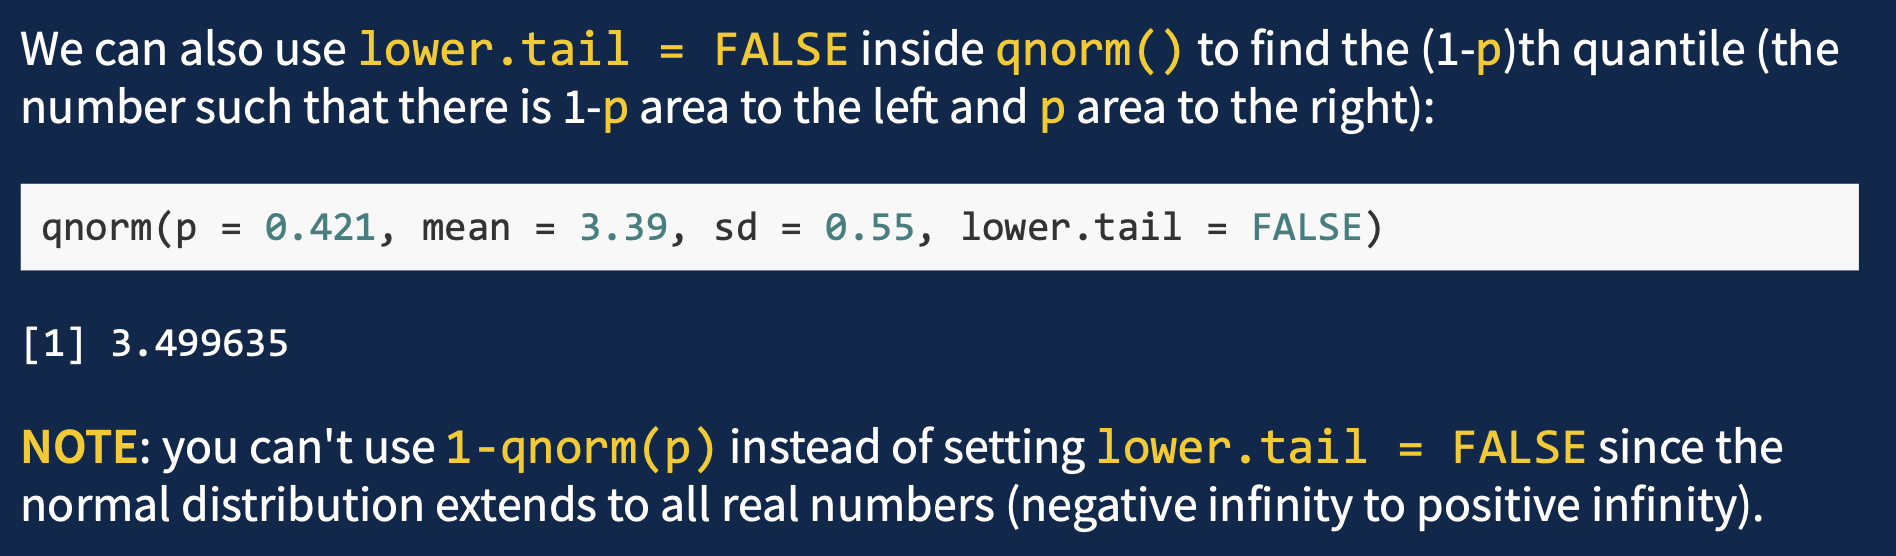 We can also use lower.tail = FALSE inside qnorm() to find the (1-p)th quantile (the
number such that there is 1-p area to the left and p area to the right):
qnorm(p = 0.421, mean = 3.39, sd = 0.55, lower.tail = FALSE)
[1] 3.499635
NOTE: you can't use 1-qnorm(p) instead of setting lower.tail = FALSE since the
normal distribution extends to all real numbers (negative infinity to positive infinity).